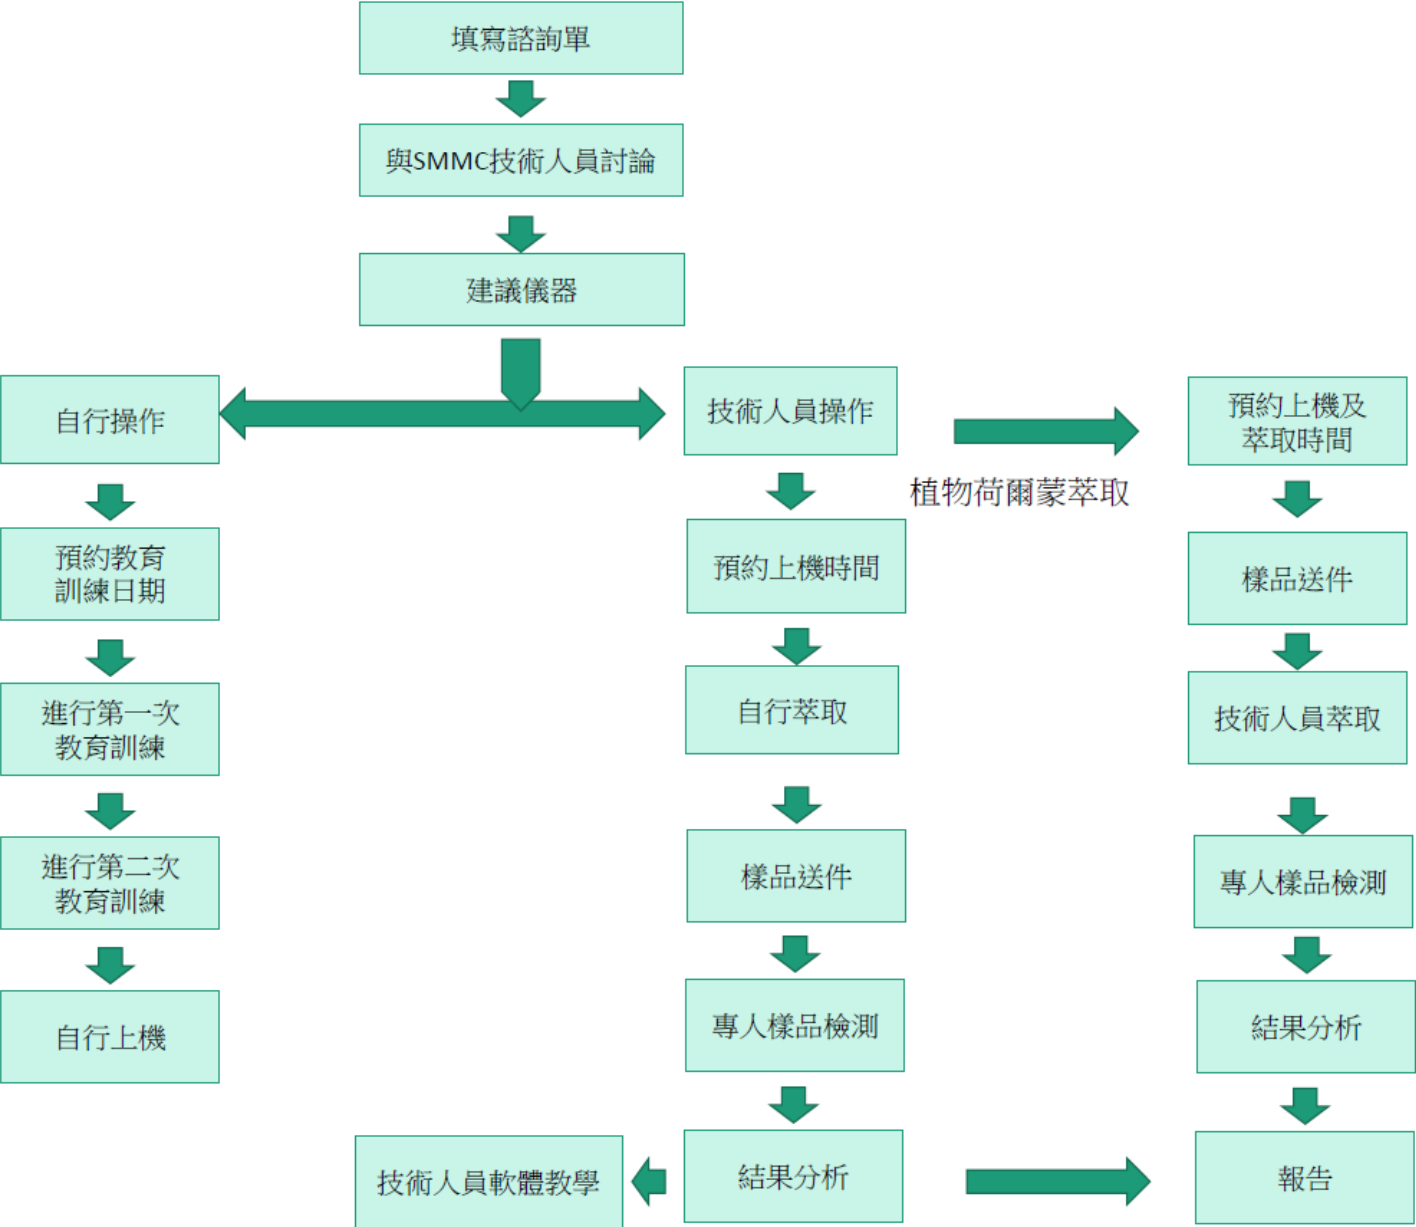 填寫諮詢單
與SMMC技術人員討論
建議儀器
自行操作
預約教育
訓練日期
進行第一次
教育訓練
進行第二次
教育訓練
自行上機
技術人員操作
預約上機時間
自行萃取
樣品送件
專人樣品檢測
結果分析
技術人員軟體教學
植物荷爾蒙萃取
預約上機及
萃取時間
樣品送件
技術人員萃取
專人樣品檢測
結果分析
報告